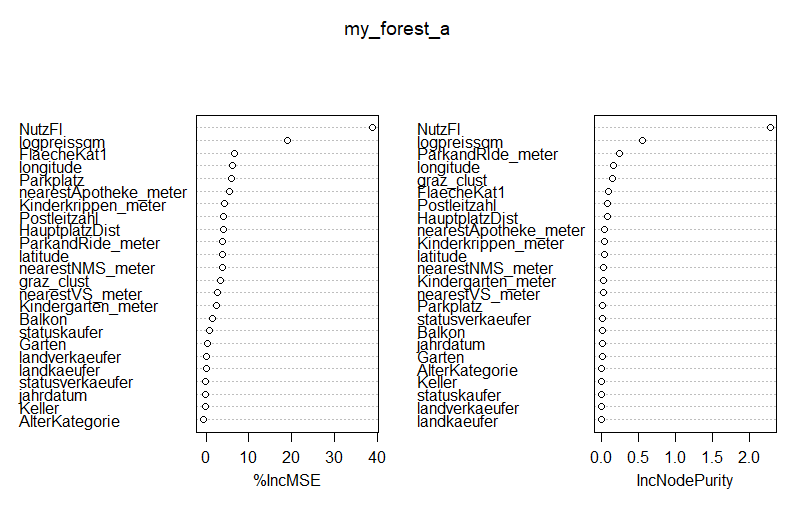 my_forest_a
NutzFl
logpreissqm
FlaecheKat1
longitude
Parkplatz
nearestApotheke_meter
Kinderkrippen_meter
Postleitzahl
HauptplatzDist
ParkandRide_meter
latitude
nearestNMS_meter
graz_clust
nearestVS_meter
Kindergarten_meter
Balkon
statuskaufer
Garten
landverkaeufer
landkaeufer
statusverkaeufer
jahrdatum
Keller
AlterKategorie
0 10 20 30 40
%IncMSE
NutzFl
logpreissqm
ParkandRide_meter
longitude
graz_clust
FlaecheKat1
Postleitzahl
HauptplatzDist
nearestApotheke_meter
Kinderkrippen_meter
latitude
nearestNMS_meter
Kindergarten_meter
nearestVS_meter
Parkplatz
statusverkaeufer
Balkon
jahrdatum
Garten
AlterKategorie
Keller
statuskaufer
landverkaeufer
landkaeufer
0.0 0.5 1.0 1.5 2.0
IncNodePurity